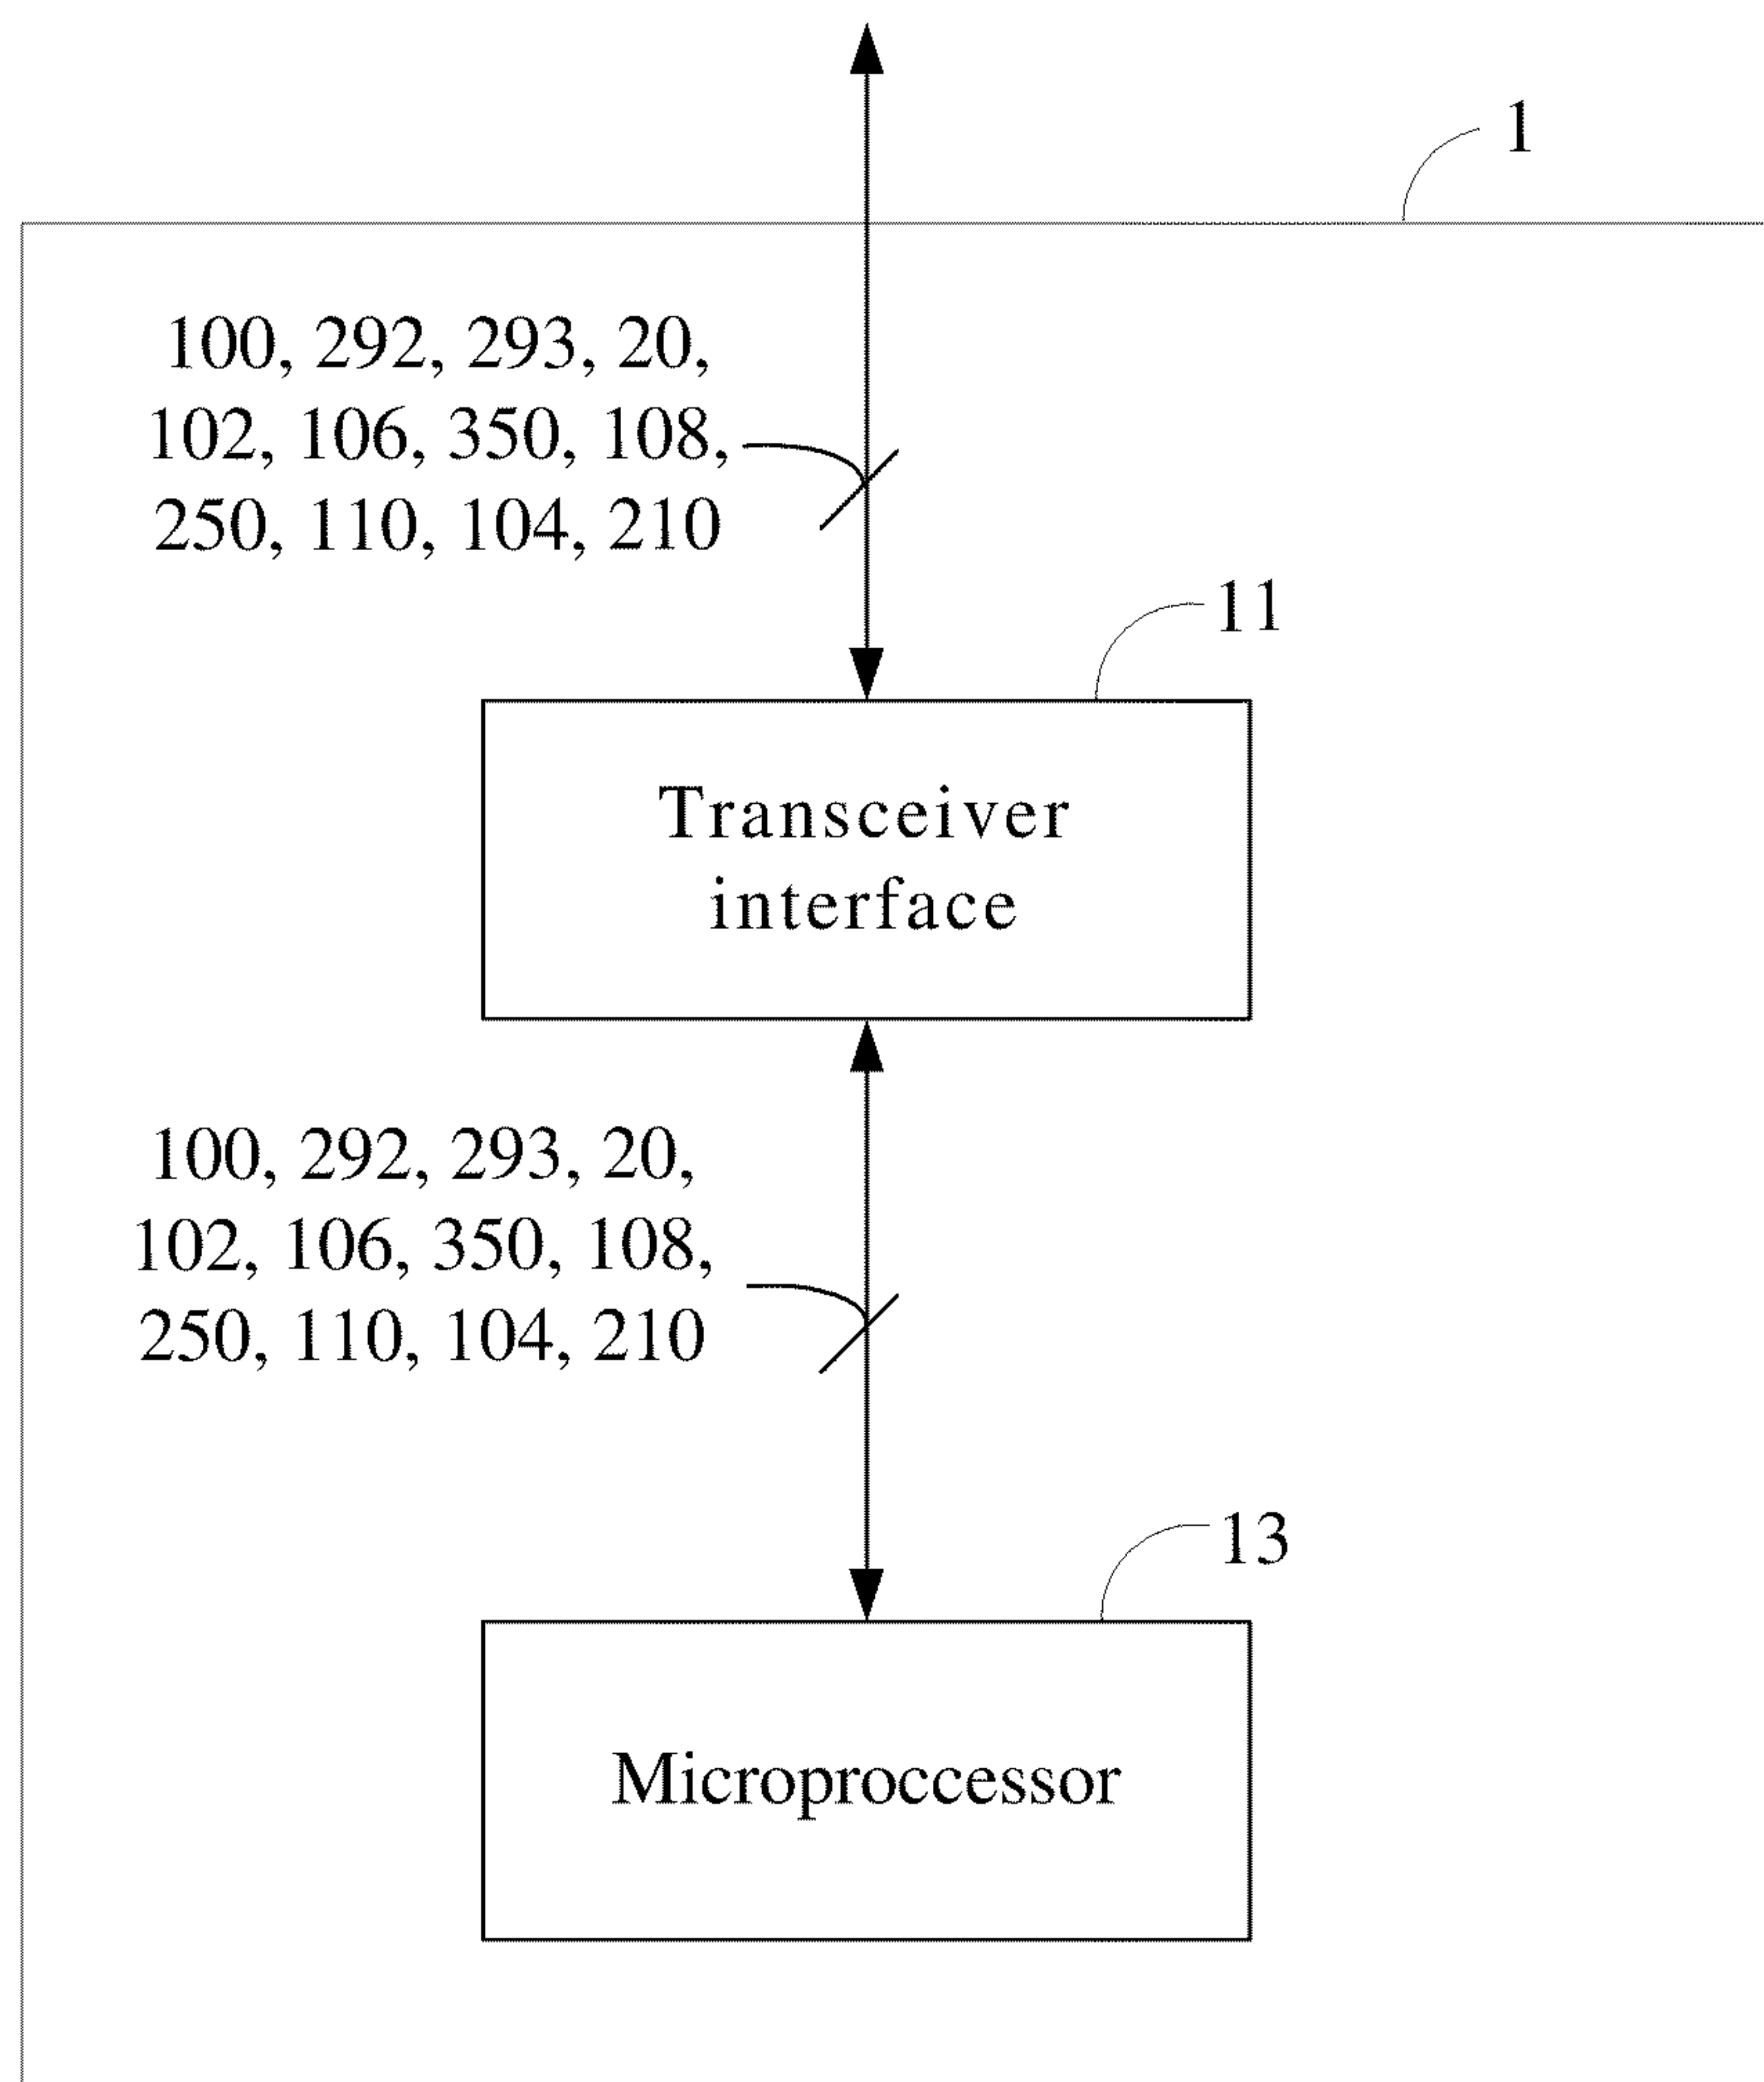 1
100, 292, 293, 20,
102, 106, 350, 108,
250, 110, 104, 210
11
Transceiver
interface
100, 292, 293, 20,
102, 106, 350, 108,
250, 110, 104, 210
13
Microproccessor